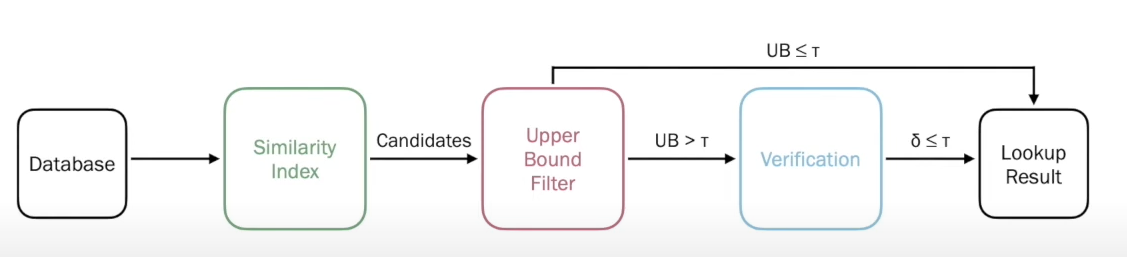 UB ≤ τ
Database
Similarity
Index
Candidates
Upper
Bound
Filter
UB > τ
Verification
δ ≤ τ
Lookup
Result